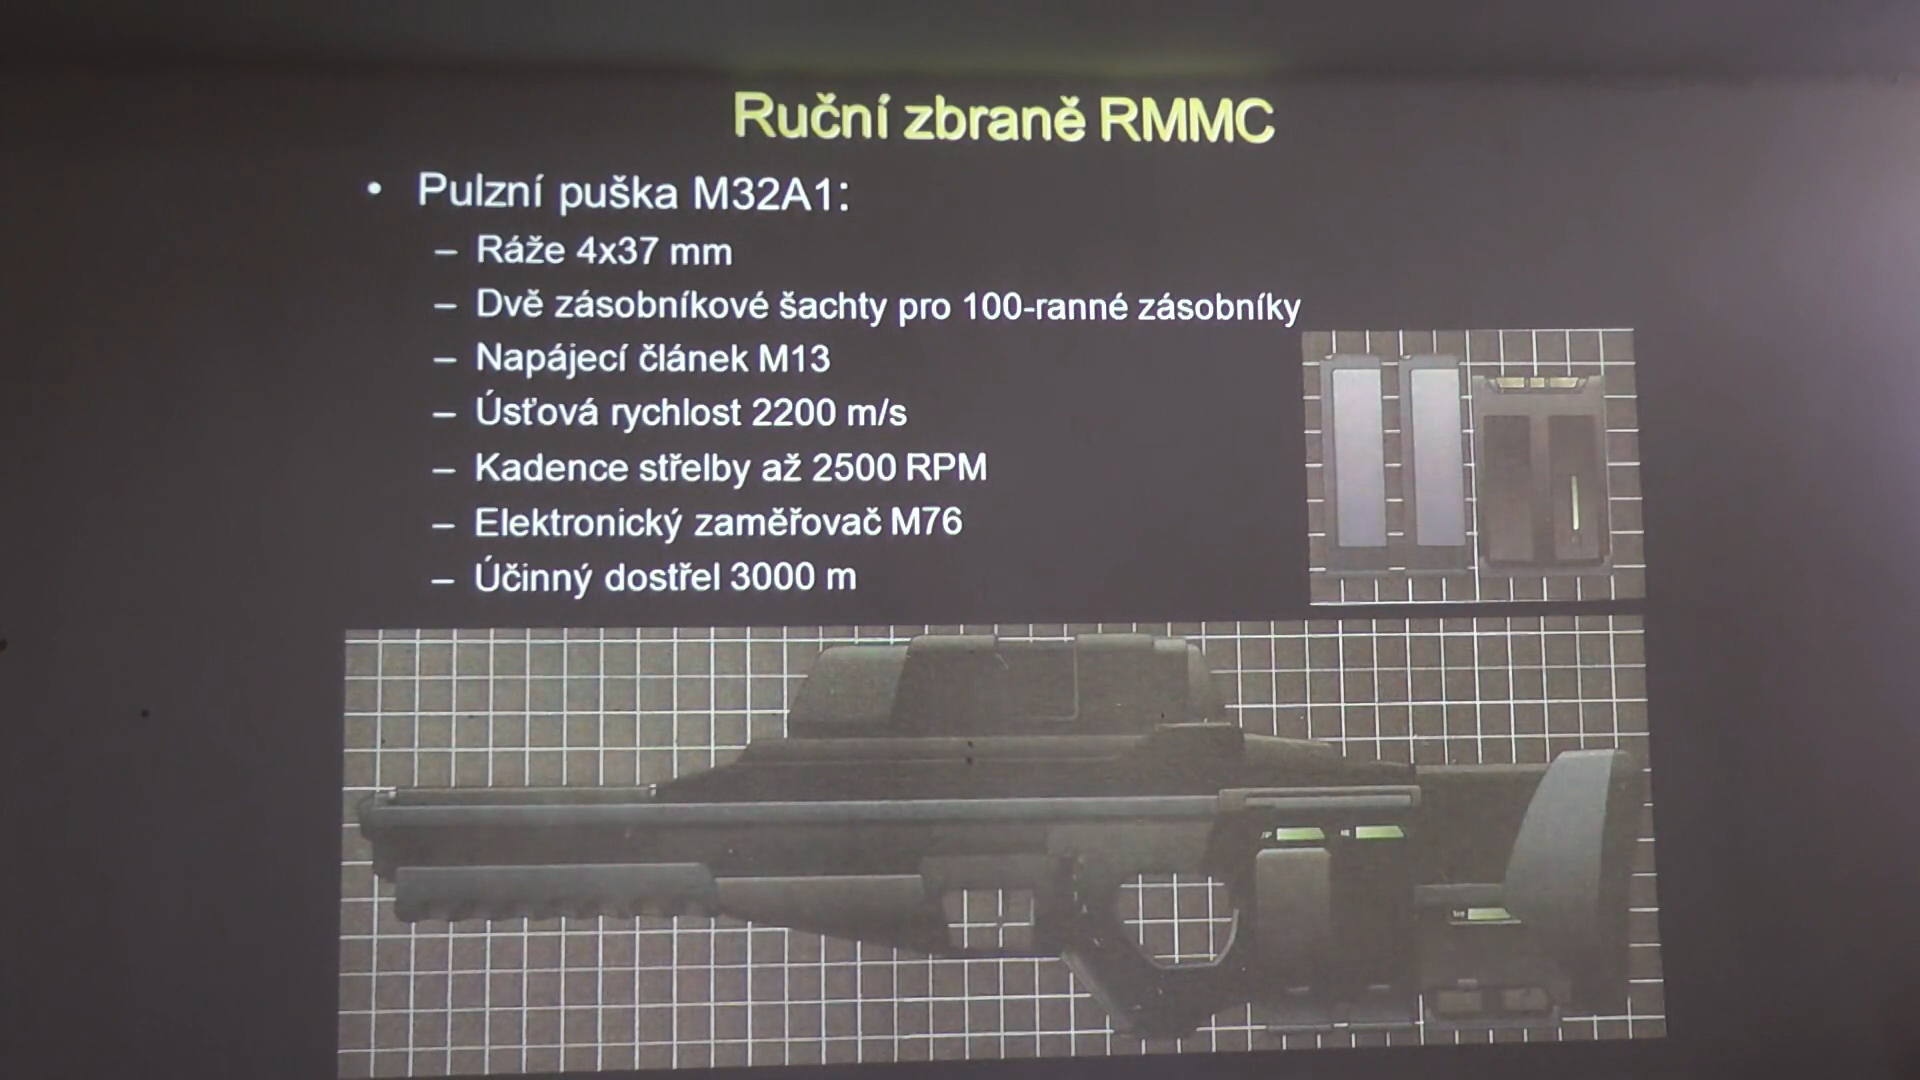 Ruční zbraně RMMC
• Pulzní puška M32A1:
– Ráže 4x37 mm
– Dvě zásobníkové šachty pro 100-ranné zásobníky
– Napájecí článek M13
– Úsťová rychlost 2200 m/s
– Kadence střelby až 2500 RPM
– Elektronický zaměřovač M76
– Účinný dostřel 3000 m